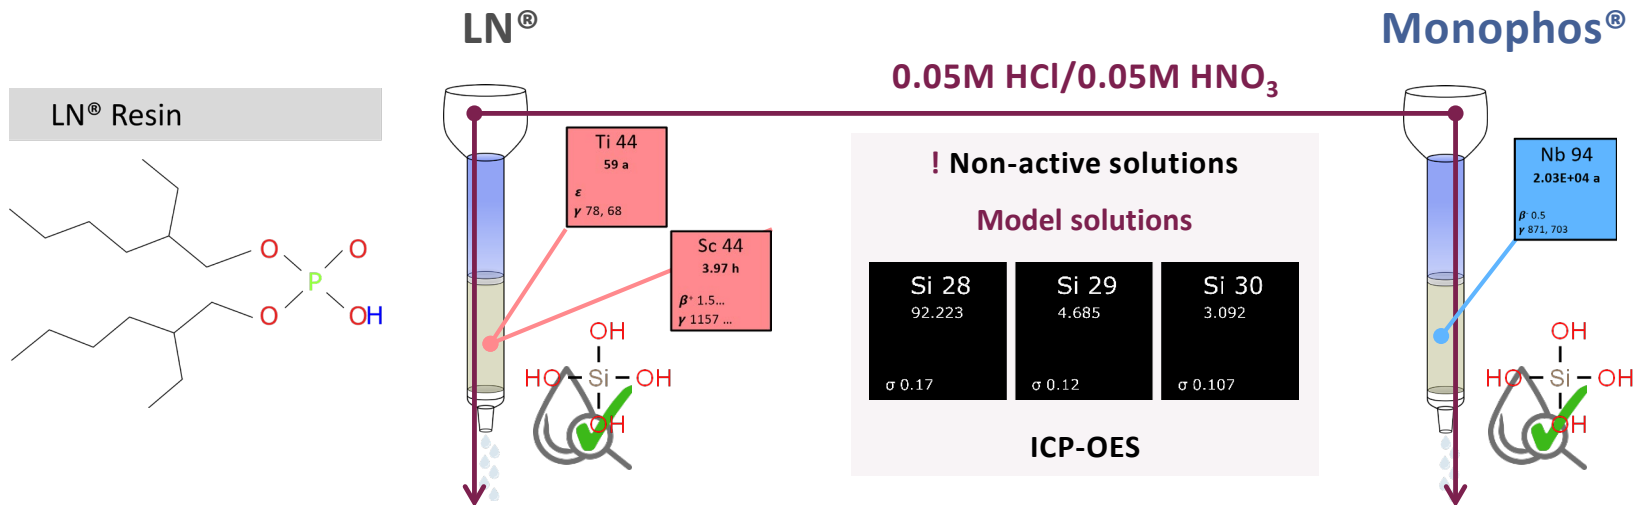 LN®
Monophos®
0.05M HCl/0.05M HNO₃
LN® Resin
O
O
P
O
OH
Ti 44
59 a
ε
γ 78, 68
Sc 44
3.97 h
β⁺ 1.5...
γ 1157 ...
OH
HO
Si
OH
OH
! Non-active solutions
Model solutions
Si 28
92.223
σ 0.17
Si 29
4.685
σ 0.12
Si 30
3.092
σ 0.107
ICP-OES
Nb 94
2.03E+04 a
β⁻ 0.5
γ 871, 703
OH
HO
Si
OH
OH